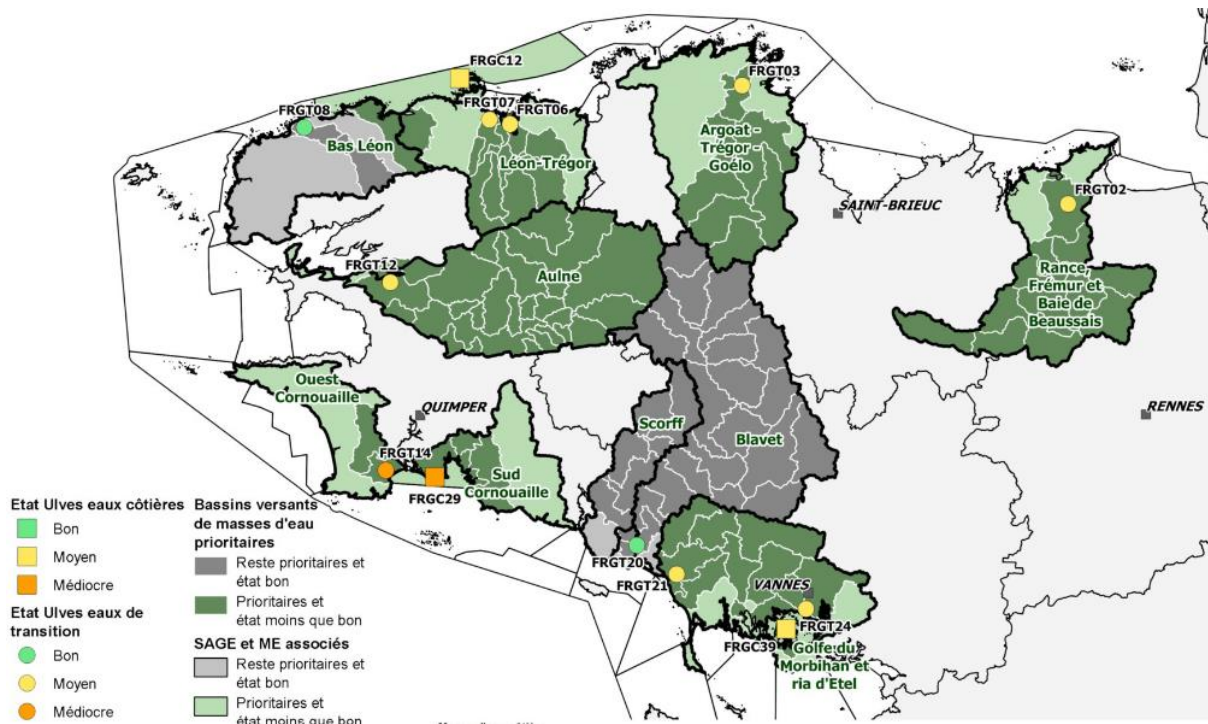 FRGC12
FRGT03
FRGT07
FRGT06
FRGT08
Bas Léon
Léon-Trégor
Argoat -
Trégor -
Goélo
FRGT02
SAINT-BRIEUC
FRGT12
Aulne
Rance,
Frémur et
Baie de
Beaussais
Ouest
Cornouaille
QUIMPER
Scorff
Blavet
RENNES
FRGT14
Sud
Cornouaille
FRGC29
FRGT20
FRGT21
VANNES
FRGT24
FRGC39
Golfe du
Morbihan et
ria d'Etel
Etat Ulves eaux côtières
Bon
Moyen
Médiocre
Etat Ulves eaux de
transition
Bon
Moyen
Médiocre
Bassins versants
de masses d'eau
prioritaires
Reste prioritaires et
état bon
Prioritaires et
état moins que bon
SAGE et ME associés
Reste prioritaires et
état bon
Prioritaires et
état moins que bon